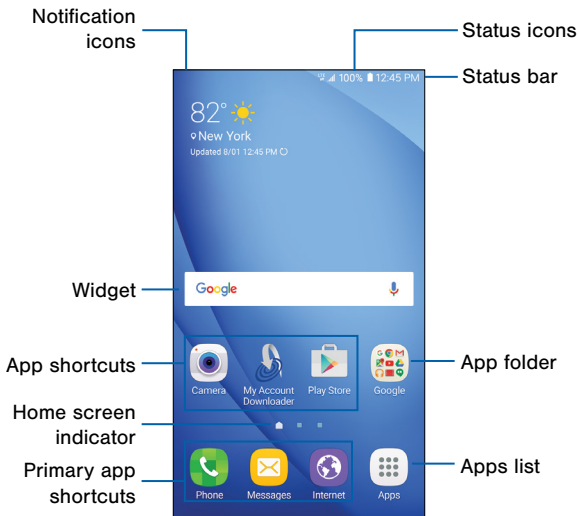 Notification
icons
Status icons
Status bar
LTE 100% 12:45 PM
82°
New York
Updated 8/01 12:45 PM
Widget
Google
App shortcuts
Camera
My Account
Downloader
Play Store
Google
App folder
Home screen
indicator
Primary app
shortcuts
Phone
Messages
Internet
Apps
Apps list